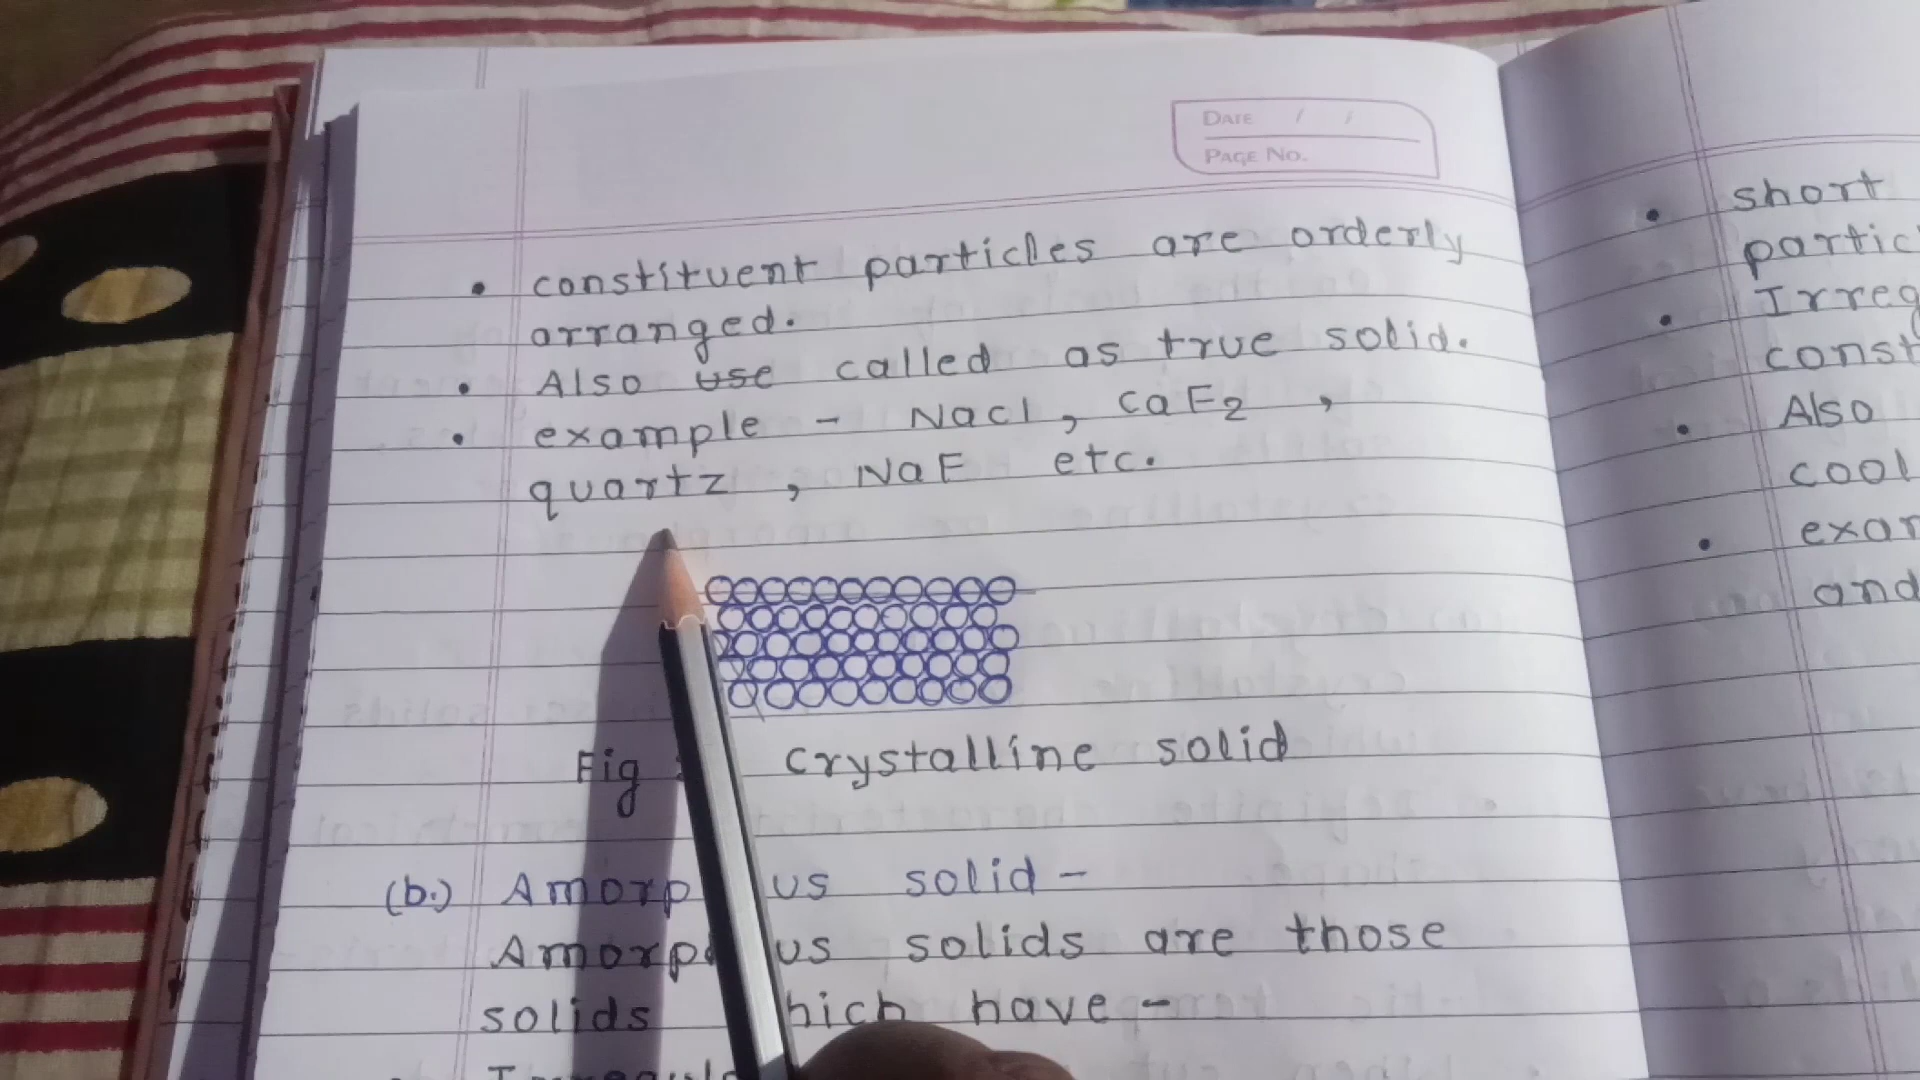 DATE / /
PAGE NO.
• constituent particles are orderly
arranged.
• Also use called as true solid.
• example - NaCl, CaF2 ,
quartz , NaF etc.
Fig : crystalline solid
(b.) Amorp us solid -
Amorp us solids are those
solids hich have -
• short
partic
• Irreg
const
• Also
cool
• exam
and